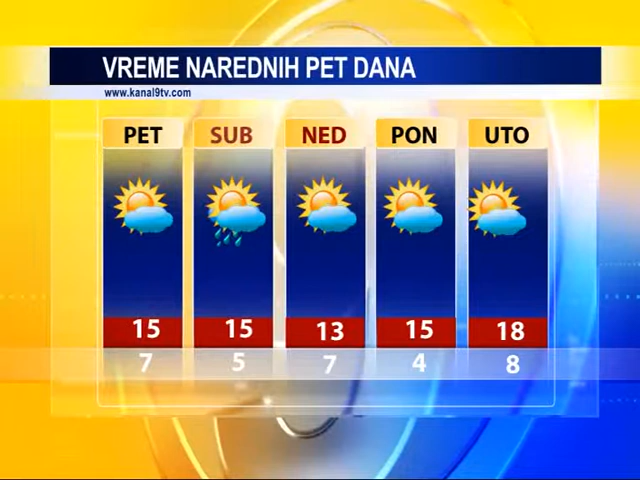 VREME NAREDNIH PET DANA
www.kanal9tv.com
PET SUB NED PON UTO
15 15 13 15 18
7 5 7 4 8